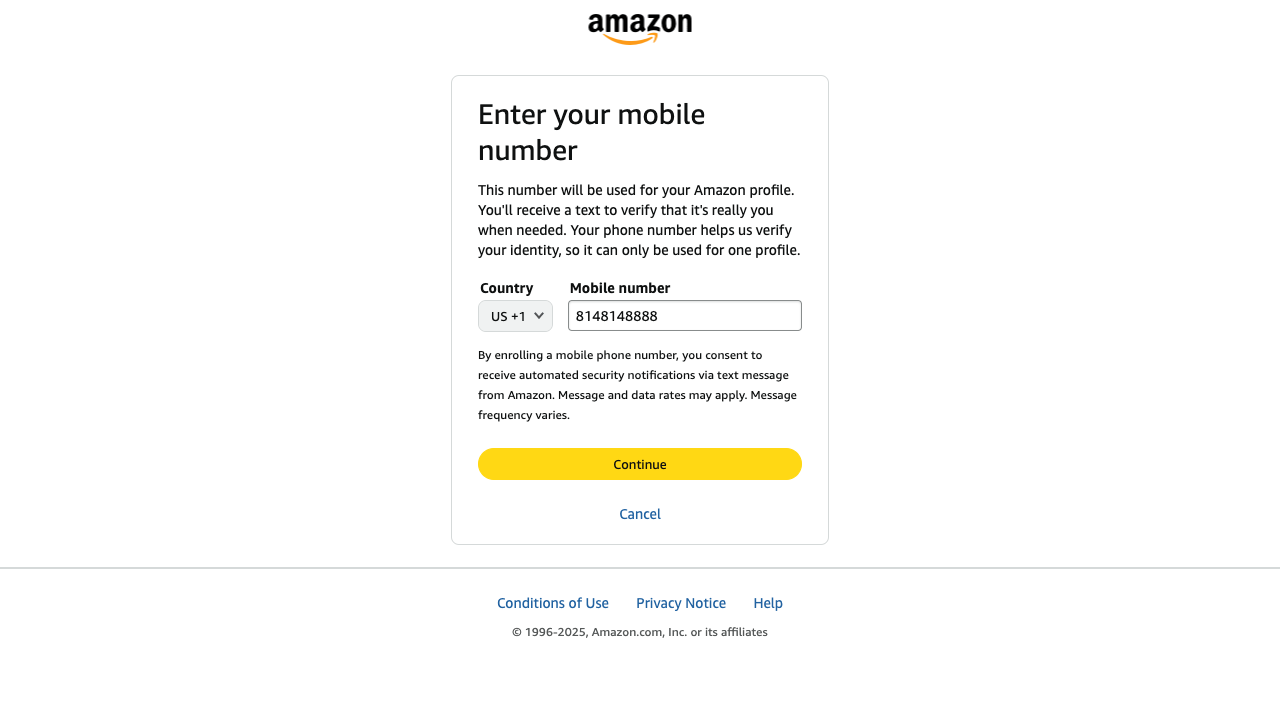 amazon
Enter your mobile
number
This number will be used for your Amazon profile.
You'll receive a text to verify that it's really you
when needed. Your phone number helps us verify
your identity, so it can only be used for one profile.
Country Mobile number
US +1 8148148888
By enrolling a mobile phone number, you consent to
receive automated security notifications via text message
from Amazon. Message and data rates may apply. Message
frequency varies.
Continue
Cancel
Conditions of Use Privacy Notice Help
© 1996-2025, Amazon.com, Inc. or its affiliates